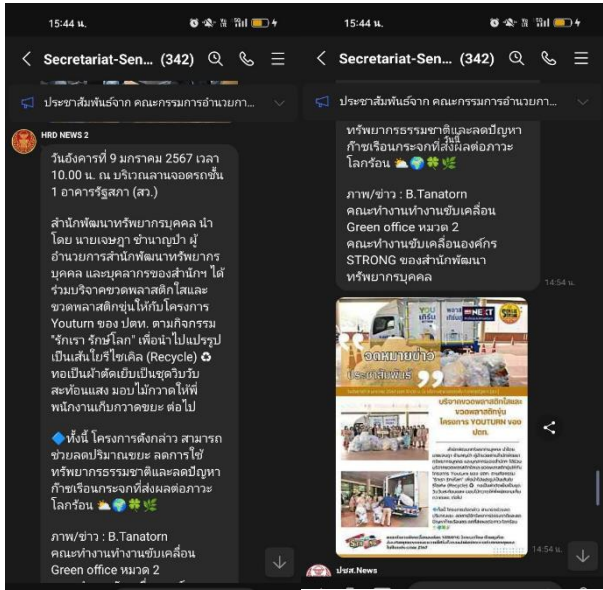 15:44 น.
Secretariat-Sen... (342)
ประชาสัมพันธ์จาก คณะกรรมการอำนวยกา...
HRD NEWS 2
วันอังคารที่ 9 มกราคม 2567 เวลา
10.00 น. ณ บริเวณลานจอดรถชั้น
1 อาคารรัฐสภา (สว.)
สำนักพัฒนาทรัพยากรบุคคล นำ
โดย นายเจษฎา ชำนาญป่า ผู้
อำนวยการสำนักพัฒนาทรัพยากร
บุคคล และบุคลากรของสำนักฯ ได้
ร่วมบริจาคขวดพลาสติกใสและ
ขวดพลาสติกขุ่นให้กับโครงการ
Youturn ของ ปตท. ตามกิจกรรม
"รักเรา รักษ์โลก" เพื่อนำไปแปรรูป
เป็นเส้นใยรีไซเคิล (Recycle) ♻
ทอเป็นผ้าตัดเย็บเป็นชุดวิบวับ
สะท้อนแสง มอบไม้กวาดให้พี่
พนักงานเก็บกวาดขยะ ต่อไป
🔷ทั้งนี้ โครงการดังกล่าว สามารถ
ช่วยลดปริมาณขยะ ลดการใช้
ทรัพยากรธรรมชาติและลดปัญหา
ก๊าซเรือนกระจกที่ส่งผลต่อภาวะ
โลกร้อน ⛅🌍🍀🌿
ภาพ/ข่าว : B.Tanatorn
คณะทำงานทำงานขับเคลื่อน
Green office หมวด 2
15:44 น.
Secretariat-Sen... (342)
ประชาสัมพันธ์จาก คณะกรรมการอำนวยกา...
ทรัพยากรธรรมชาติและลดปัญหา
วันนี้
ก๊าซเรือนกระจกที่ส่งผลต่อภาวะ
โลกร้อน ⛅🌍🍀🌿
ภาพ/ข่าว : B.Tanatorn
คณะทำงานทำงานขับเคลื่อน
Green office หมวด 2
คณะทำงานขับเคลื่อนองค์กร
STRONG ของสำนักพัฒนา
ทรัพยากรบุคคล
14:54 น.
YOU
เทิร์น
NEXT
จดหมายข่าว
ประชาสัมพันธ์
บริจาคขวดพลาสติกใสและ
ขวดพลาสติกขุ่น
โครงการ YOUTURN ของ
ปตท.
14:54 น.
ปชส.News